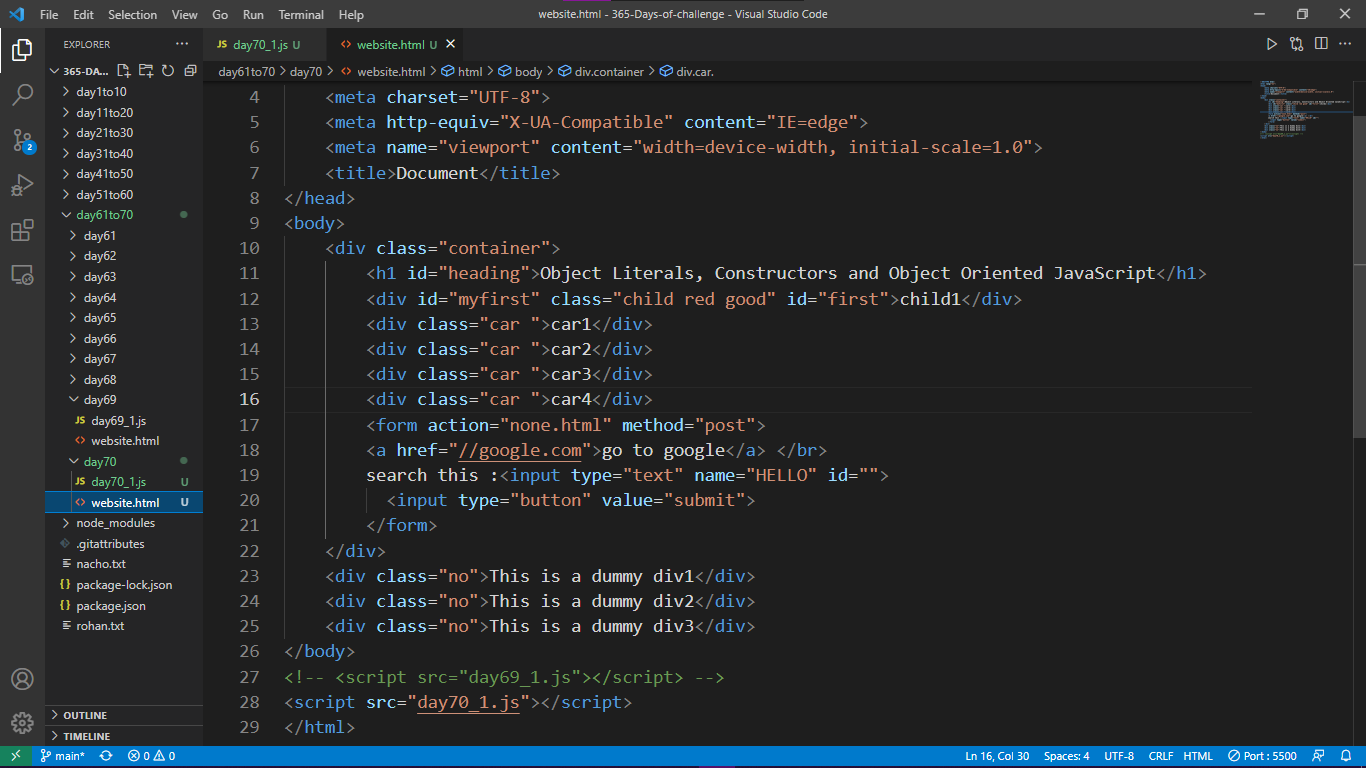 File Edit Selection View Go Run Terminal Help website.html - 365-Days-of-challenge - Visual Studio Code
EXPLORER
JS day70_1.js U
<> website.html U
365-DA...
day61to70 > day70 > <> website.html > html > body > div.container > div.car.
day1to10
day11to20
day21to30
day31to40
day41to50
day51to60
day61to70
day61
day62
day63
day64
day65
day66
day67
day68
day69
JS day69_1.js
<> website.html
day70
JS day70_1.js U
<> website.html U
node_modules
.gitattributes
nacho.txt
{} package-lock.json
{} package.json
rohan.txt
OUTLINE
TIMELINE
2
4 <meta charset="UTF-8">
5 <meta http-equiv="X-UA-Compatible" content="IE=edge">
6 <meta name="viewport" content="width=device-width, initial-scale=1.0">
7 <title>Document</title>
8 </head>
9 <body>
10 <div class="container">
11 <h1 id="heading">Object Literals, Constructors and Object Oriented JavaScript</h1>
12 <div id="myfirst" class="child red good" id="first">child1</div>
13 <div class="car ">car1</div>
14 <div class="car ">car2</div>
15 <div class="car ">car3</div>
16 <div class="car ">car4</div>
17 <form action="none.html" method="post">
18 <a href="//google.com">go to google</a> </br>
19 search this :<input type="text" name="HELLO" id="">
20 <input type="button" value="submit">
21 </form>
22 </div>
23 <div class="no">This is a dummy div1</div>
24 <div class="no">This is a dummy div2</div>
25 <div class="no">This is a dummy div3</div>
26 </body>
27 <!-- <script src="day69_1.js"></script> -->
28 <script src="day70_1.js"></script>
29 </html>
main* 0 0 Ln 16, Col 30 Spaces: 4 UTF-8 CRLF HTML Port : 5500